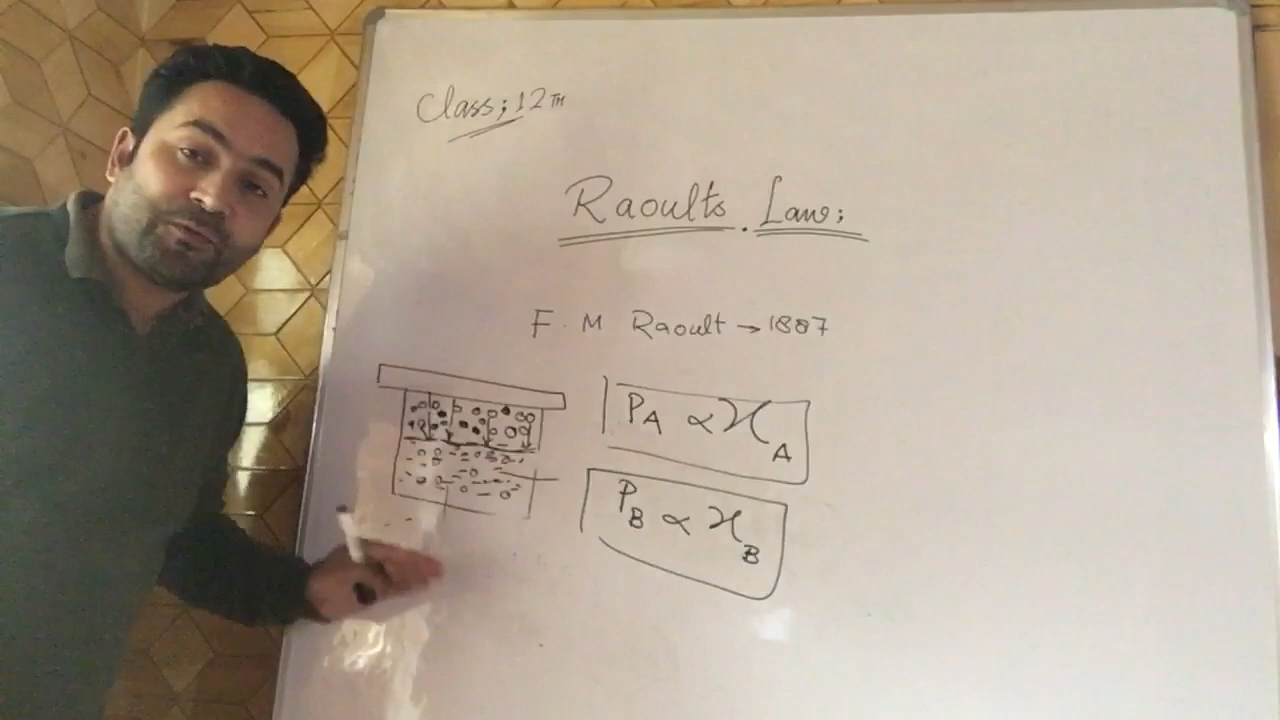 Class; 12TH
Raoults. Law;
F. M Raoult → 1887
PA ∝ xA
PB ∝ xB